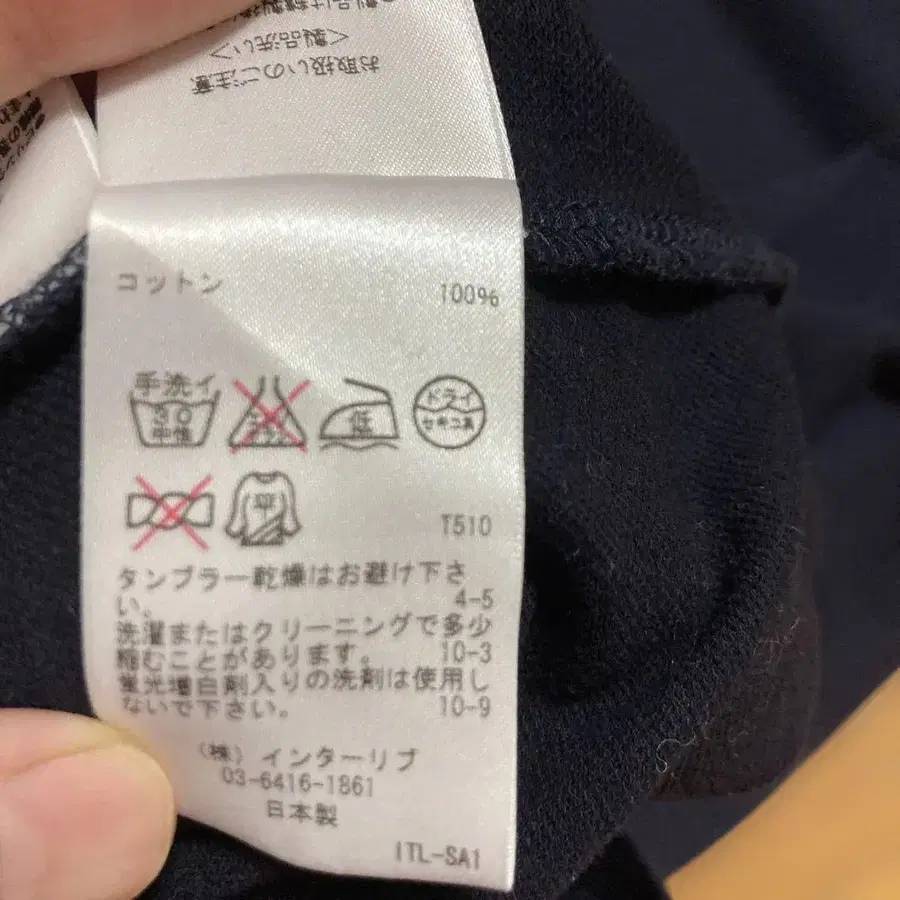 お取扱いのご注意
<製品洗い>
コットン 100%
手洗イ
30
中性
低
ドライ
セキユ系
平
T510
タンブラー乾燥はお避け下さ
い。 4-5
洗濯またはクリーニングで多少
縮むことがあります。 10-3
蛍光増白剤入りの洗剤は使用し
ないで下さい。 10-9
(株)インターリブ
03-6416-1861
日本製
ITL-SA1